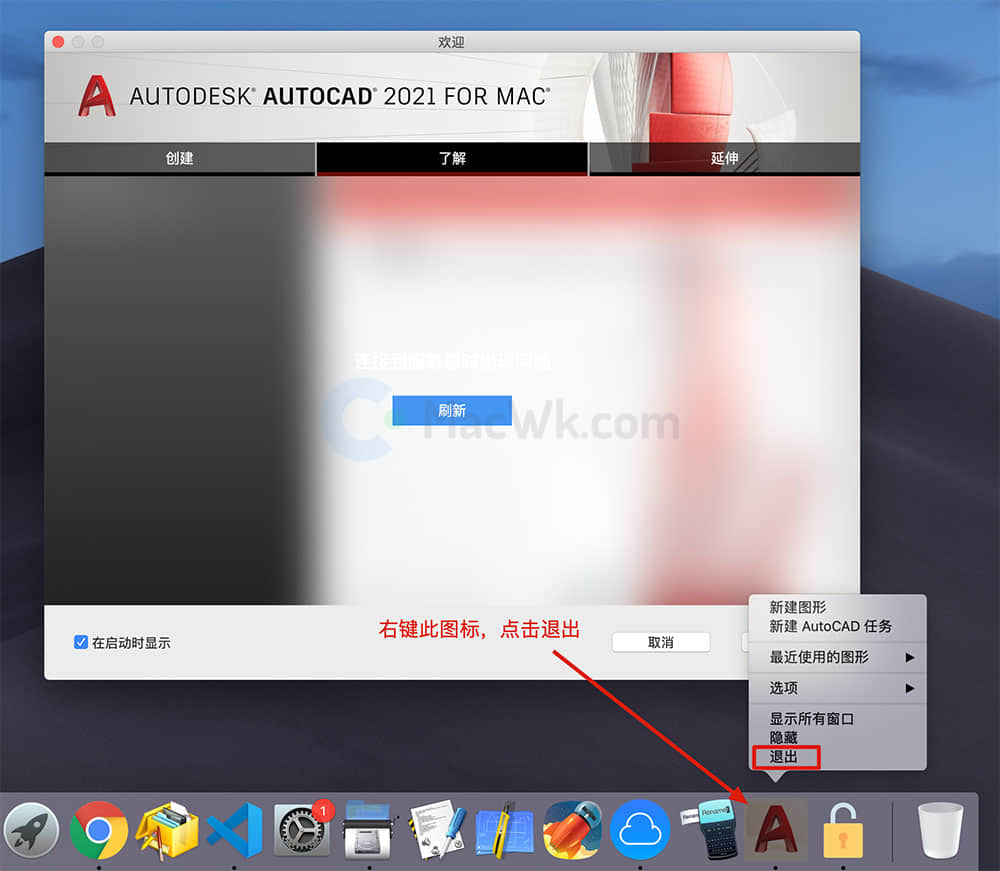 欢迎
AUTODESK® AUTOCAD® 2021 FOR MAC®
创建
了解
延伸
连接到服务器时出现问题
刷新
MacWk.com
在启动时显示
右键此图标，点击退出
取消
新建图形
新建 AutoCAD 任务
最近使用的图形
选项
显示所有窗口
隐藏
退出
1
Rename